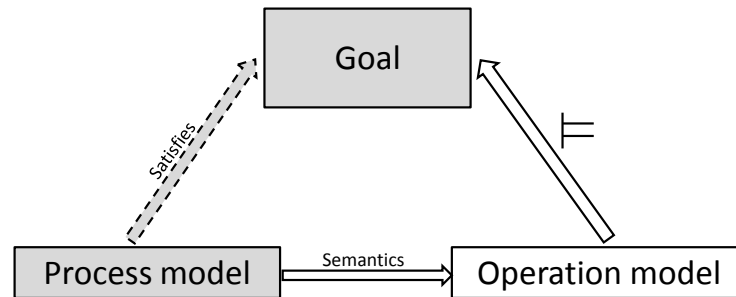 Goal
Satisfies
⊨
Process model
Semantics
Operation model